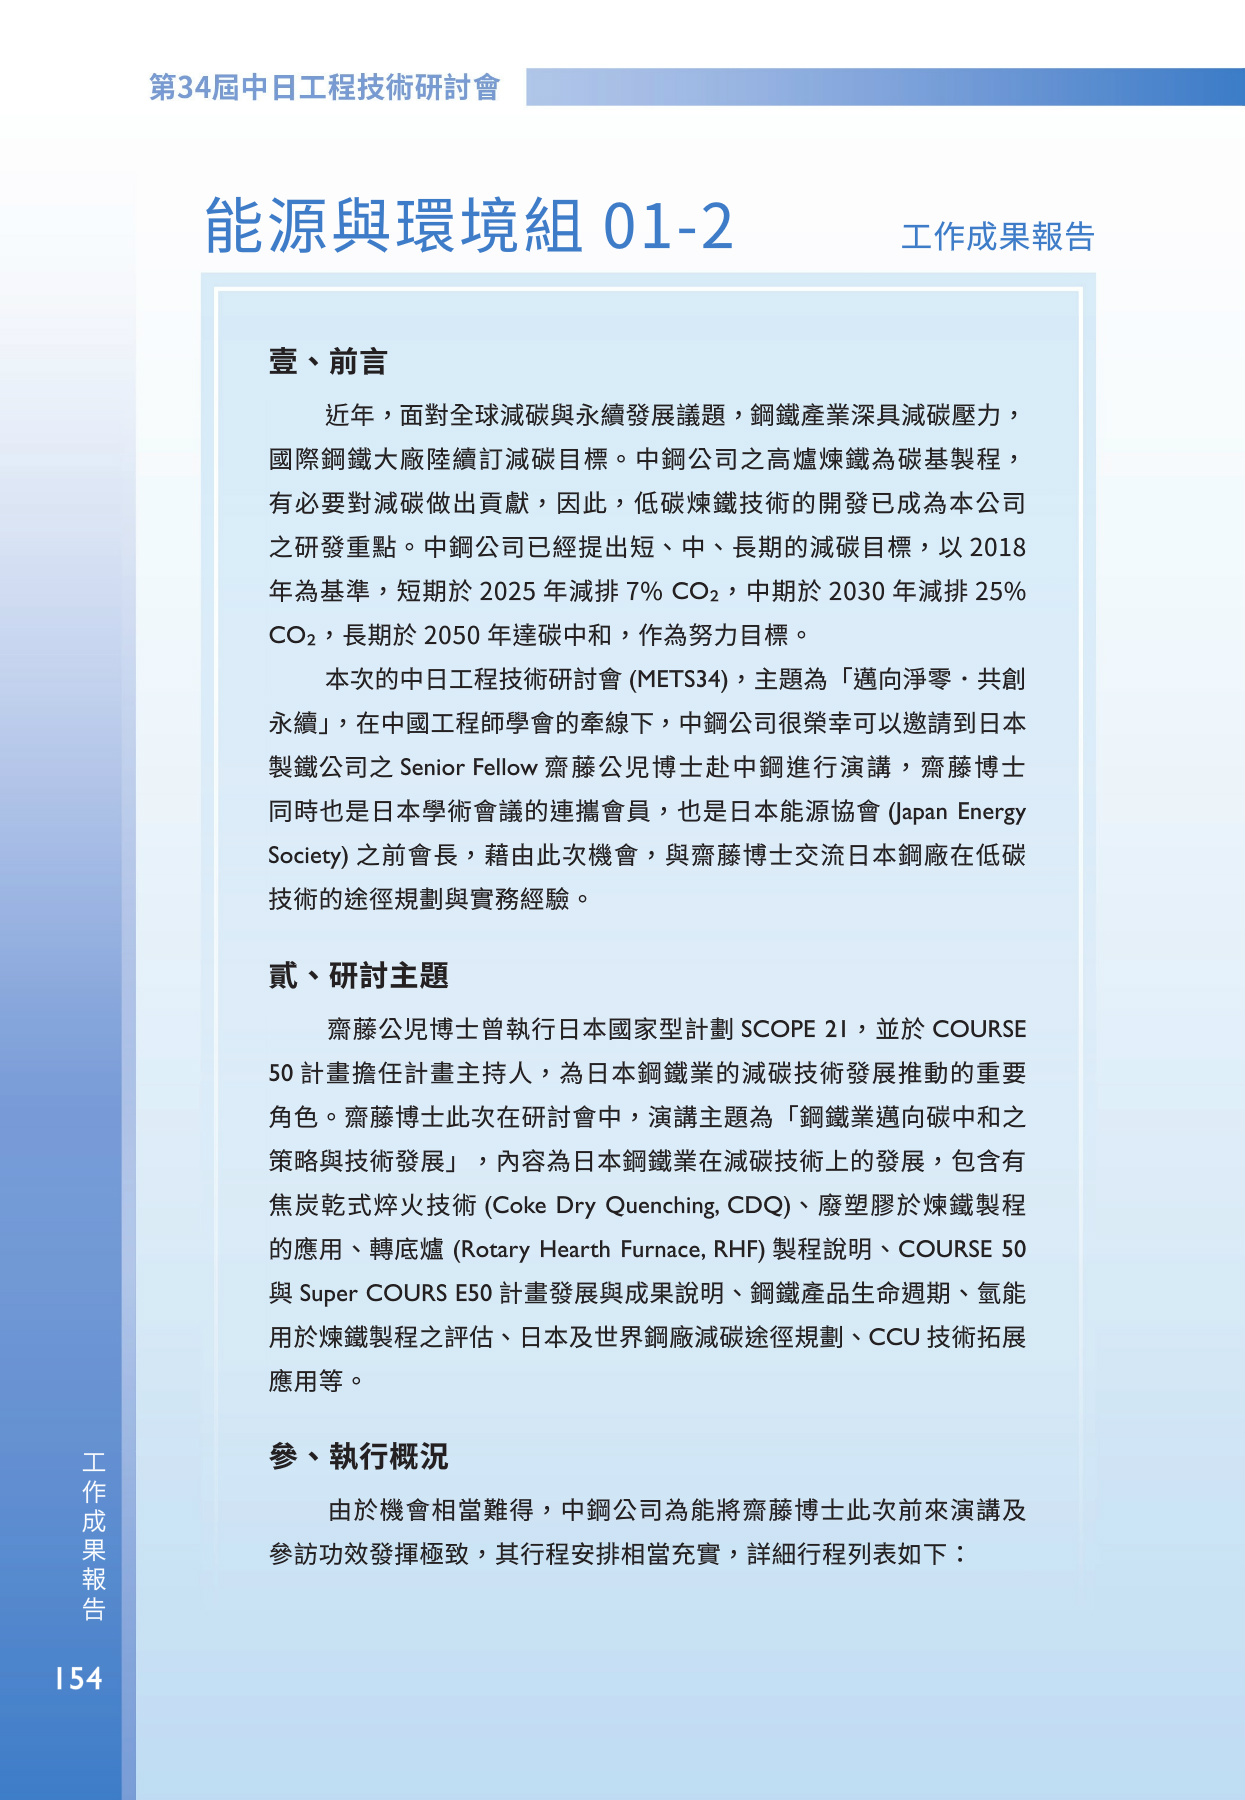 第34屆中日工程技術研討會
能源與環境組 01-2
工作成果報告
壹、前言
近年，面對全球減碳與永續發展議題，鋼鐵產業深具減碳壓力，
國際鋼鐵大廠陸續訂減碳目標。中鋼公司之高爐煉鐵為碳基製程，
有必要對減碳做出貢獻，因此，低碳煉鐵技術的開發已成為本公司
之研發重點。中鋼公司已經提出短、中、長期的減碳目標，以 2018
年為基準，短期於 2025 年減排 7% CO₂，中期於 2030 年減排 25%
CO₂，長期於 2050 年達碳中和，作為努力目標。
本次的中日工程技術研討會 (METS34)，主題為「邁向淨零．共創
永續」，在中國工程師學會的牽線下，中鋼公司很榮幸可以邀請到日本
製鐵公司之 Senior Fellow 齋藤公児博士赴中鋼進行演講，齋藤博士
同時也是日本學術會議的連攜會員，也是日本能源協會 (Japan Energy
Society) 之前會長，藉由此次機會，與齋藤博士交流日本鋼廠在低碳
技術的途徑規劃與實務經驗。
貳、研討主題
齋藤公児博士曾執行日本國家型計劃 SCOPE 21，並於 COURSE
50 計畫擔任計畫主持人，為日本鋼鐵業的減碳技術發展推動的重要
角色。齋藤博士此次在研討會中，演講主題為「鋼鐵業邁向碳中和之
策略與技術發展」，內容為日本鋼鐵業在減碳技術上的發展，包含有
焦炭乾式焠火技術 (Coke Dry Quenching, CDQ)、廢塑膠於煉鐵製程
的應用、轉底爐 (Rotary Hearth Furnace, RHF) 製程說明、COURSE 50
與 Super COURS E50 計畫發展與成果說明、鋼鐵產品生命週期、氫能
用於煉鐵製程之評估、日本及世界鋼廠減碳途徑規劃、CCU 技術拓展
應用等。
參、執行概況
由於機會相當難得，中鋼公司為能將齋藤博士此次前來演講及
參訪功效發揮極致，其行程安排相當充實，詳細行程列表如下：
工作成果報告
154